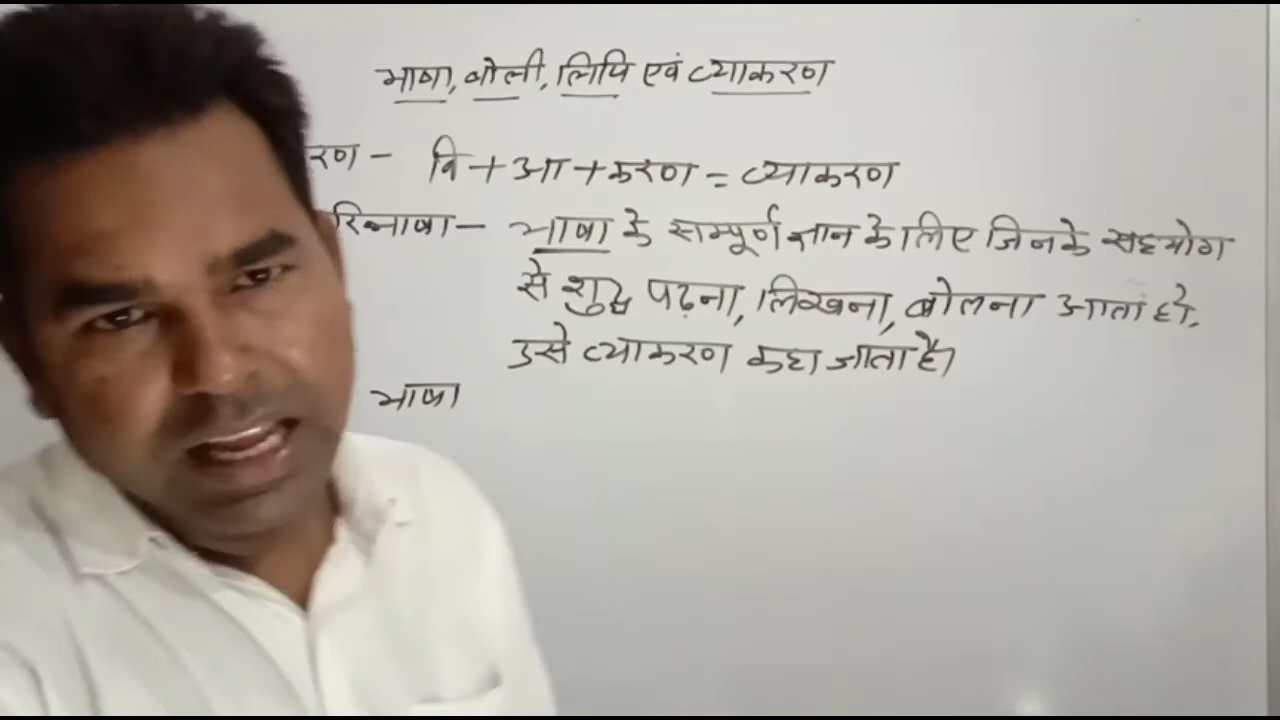 भाषा, बोली, लिपि एवं व्याकरण
रण - वि + आ + करण = व्याकरण
रिभाषा - भाषा के सम्पूर्ण ज्ञान के लिए जिनके सहयोग
से शुद्ध पढ़ना, लिखना, बोलना आता हो,
उसे व्याकरण कहा जाता है।
भाषा